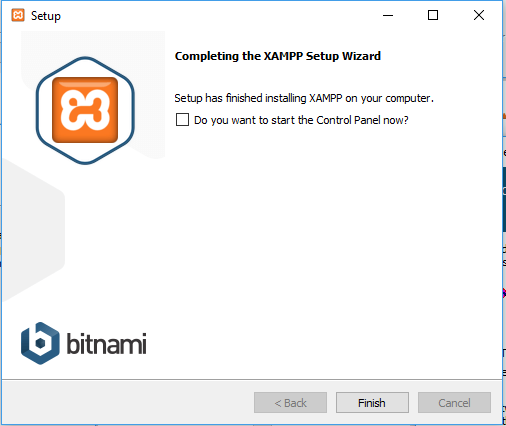 Setup
Completing the XAMPP Setup Wizard
Setup has finished installing XAMPP on your computer.
Do you want to start the Control Panel now?
bitnami
< Back
Finish
Cancel